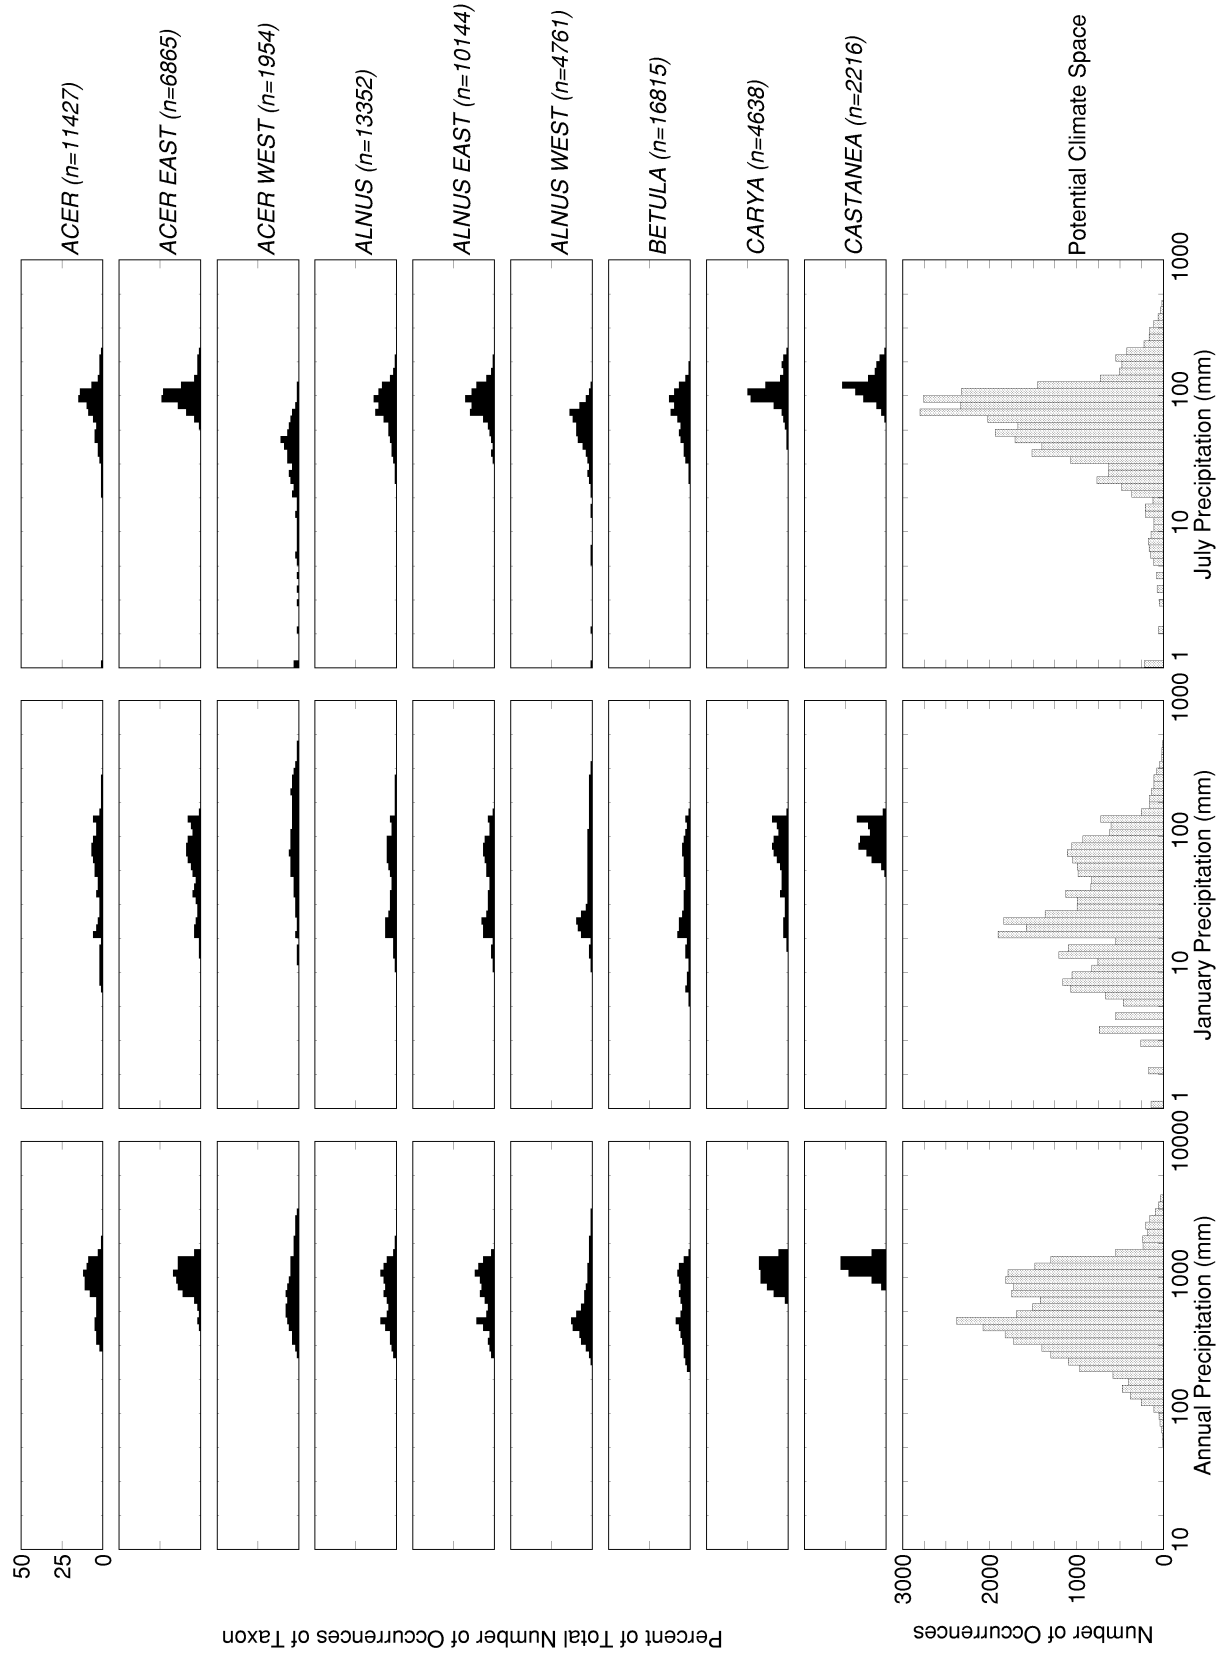 50
25
0
ACER (n=11427)
ACER EAST (n=6865)
ACER WEST (n=1954)
ALNUS (n=13352)
ALNUS EAST (n=10144)
ALNUS WEST (n=4761)
BETULA (n=16815)
CARYA (n=4638)
CASTANEA (n=2216)
Potential Climate Space
Percent of Total Number of Occurrences of Taxon
Number of Occurrences
3000
2000
1000
0
10 100 1000 10000
Annual Precipitation (mm)
1 10 100 1000
January Precipitation (mm)
1 10 100 1000
July Precipitation (mm)